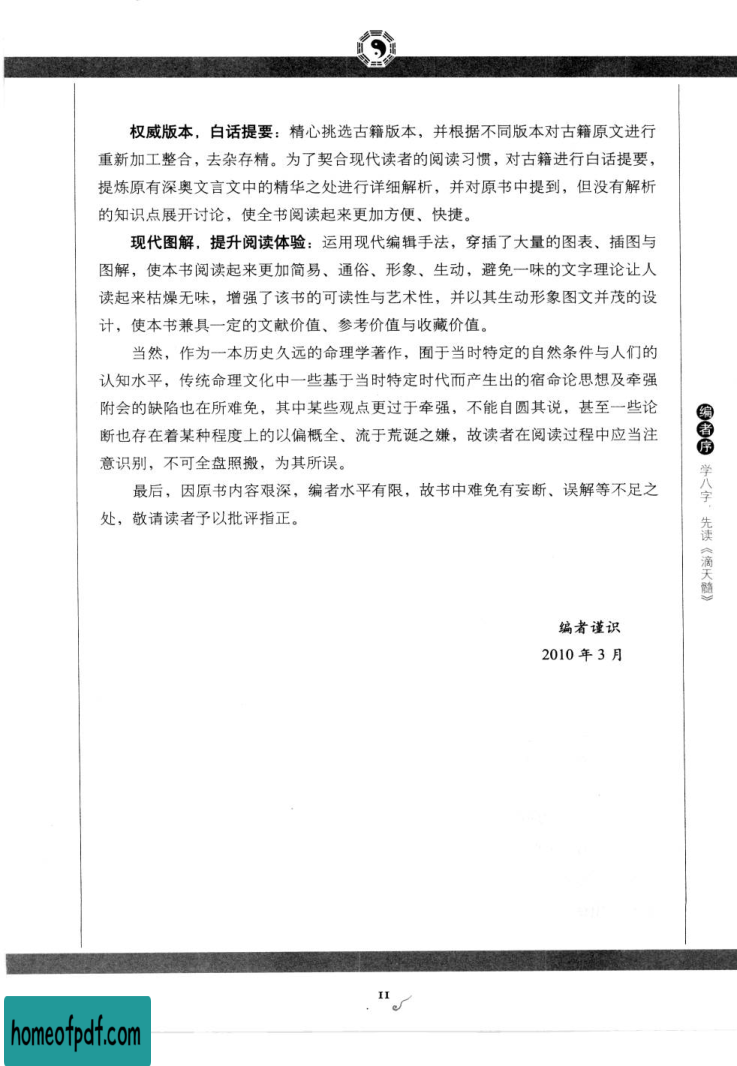 权威版本，白话提要：精心挑选古籍版本，并根据不同版本对古籍原文进行
重新加工整合，去杂存精。为了契合现代读者的阅读习惯，对古籍进行白话提要，
提炼原有深奥文言文中的精华之处进行详细解析，并对原书中提到，但没有解析
的知识点展开讨论，使全书阅读起来更加方便、快捷。
现代图解，提升阅读体验：运用现代编辑手法，穿插了大量的图表、插图与
图解，使本书阅读起来更加简易、通俗、形象、生动，避免一味的文字理论让人
读起来枯燥无味，增强了该书的可读性与艺术性，并以其生动形象图文并茂的设
计，使本书兼具一定的文献价值、参考价值与收藏价值。
当然，作为一本历史久远的命理学著作，囿于当时特定的自然条件与人们的
认知水平，传统命理文化中一些基于当时特定时代而产生出的宿命论思想及牵强
附会的缺陷也在所难免，其中某些观点更过于牵强，不能自圆其说，甚至一些论
断也存在着某种程度上的以偏概全、流于荒诞之嫌，故读者在阅读过程中应当注
意识别，不可全盘照搬，为其所误。
最后，因原书内容艰深，编者水平有限，故书中难免有妄断、误解等不足之
处，敬请读者予以批评指正。
编者谨识
2010 年 3 月
编者序 学八字，先读《滴天髓》
11
homeofpdf.com